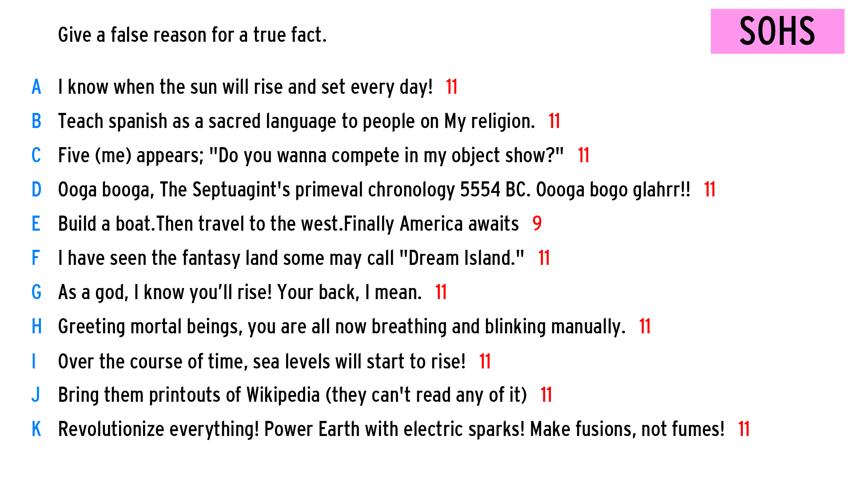 Give a false reason for a true fact.
SOHS
A I know when the sun will rise and set every day! 11
B Teach spanish as a sacred language to people on My religion. 11
C Five (me) appears; "Do you wanna compete in my object show?" 11
D Ooga booga, The Septuagint's primeval chronology 5554 BC. Oooga bogo glahrr!! 11
E Build a boat.Then travel to the west.Finally America awaits 9
F I have seen the fantasy land some may call "Dream Island." 11
G As a god, I know you’ll rise! Your back, I mean. 11
H Greeting mortal beings, you are all now breathing and blinking manually. 11
I Over the course of time, sea levels will start to rise! 11
J Bring them printouts of Wikipedia (they can't read any of it) 11
K Revolutionize everything! Power Earth with electric sparks! Make fusions, not fumes! 11